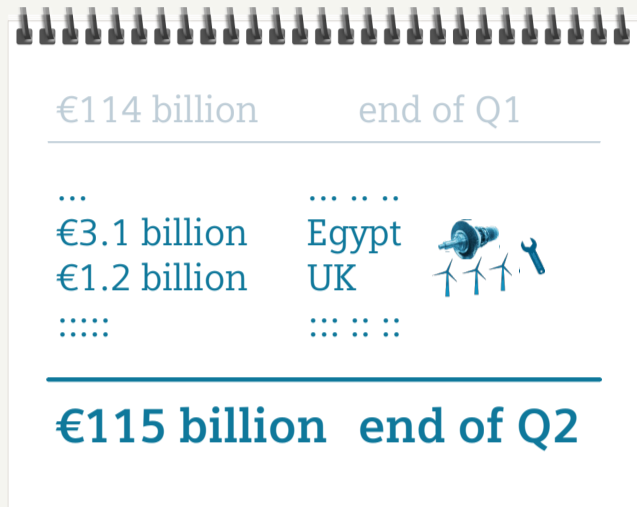 €114 billion end of Q1
... ... .. ..
€3.1 billion Egypt
€1.2 billion UK
::::: ::: :: ::
€115 billion end of Q2